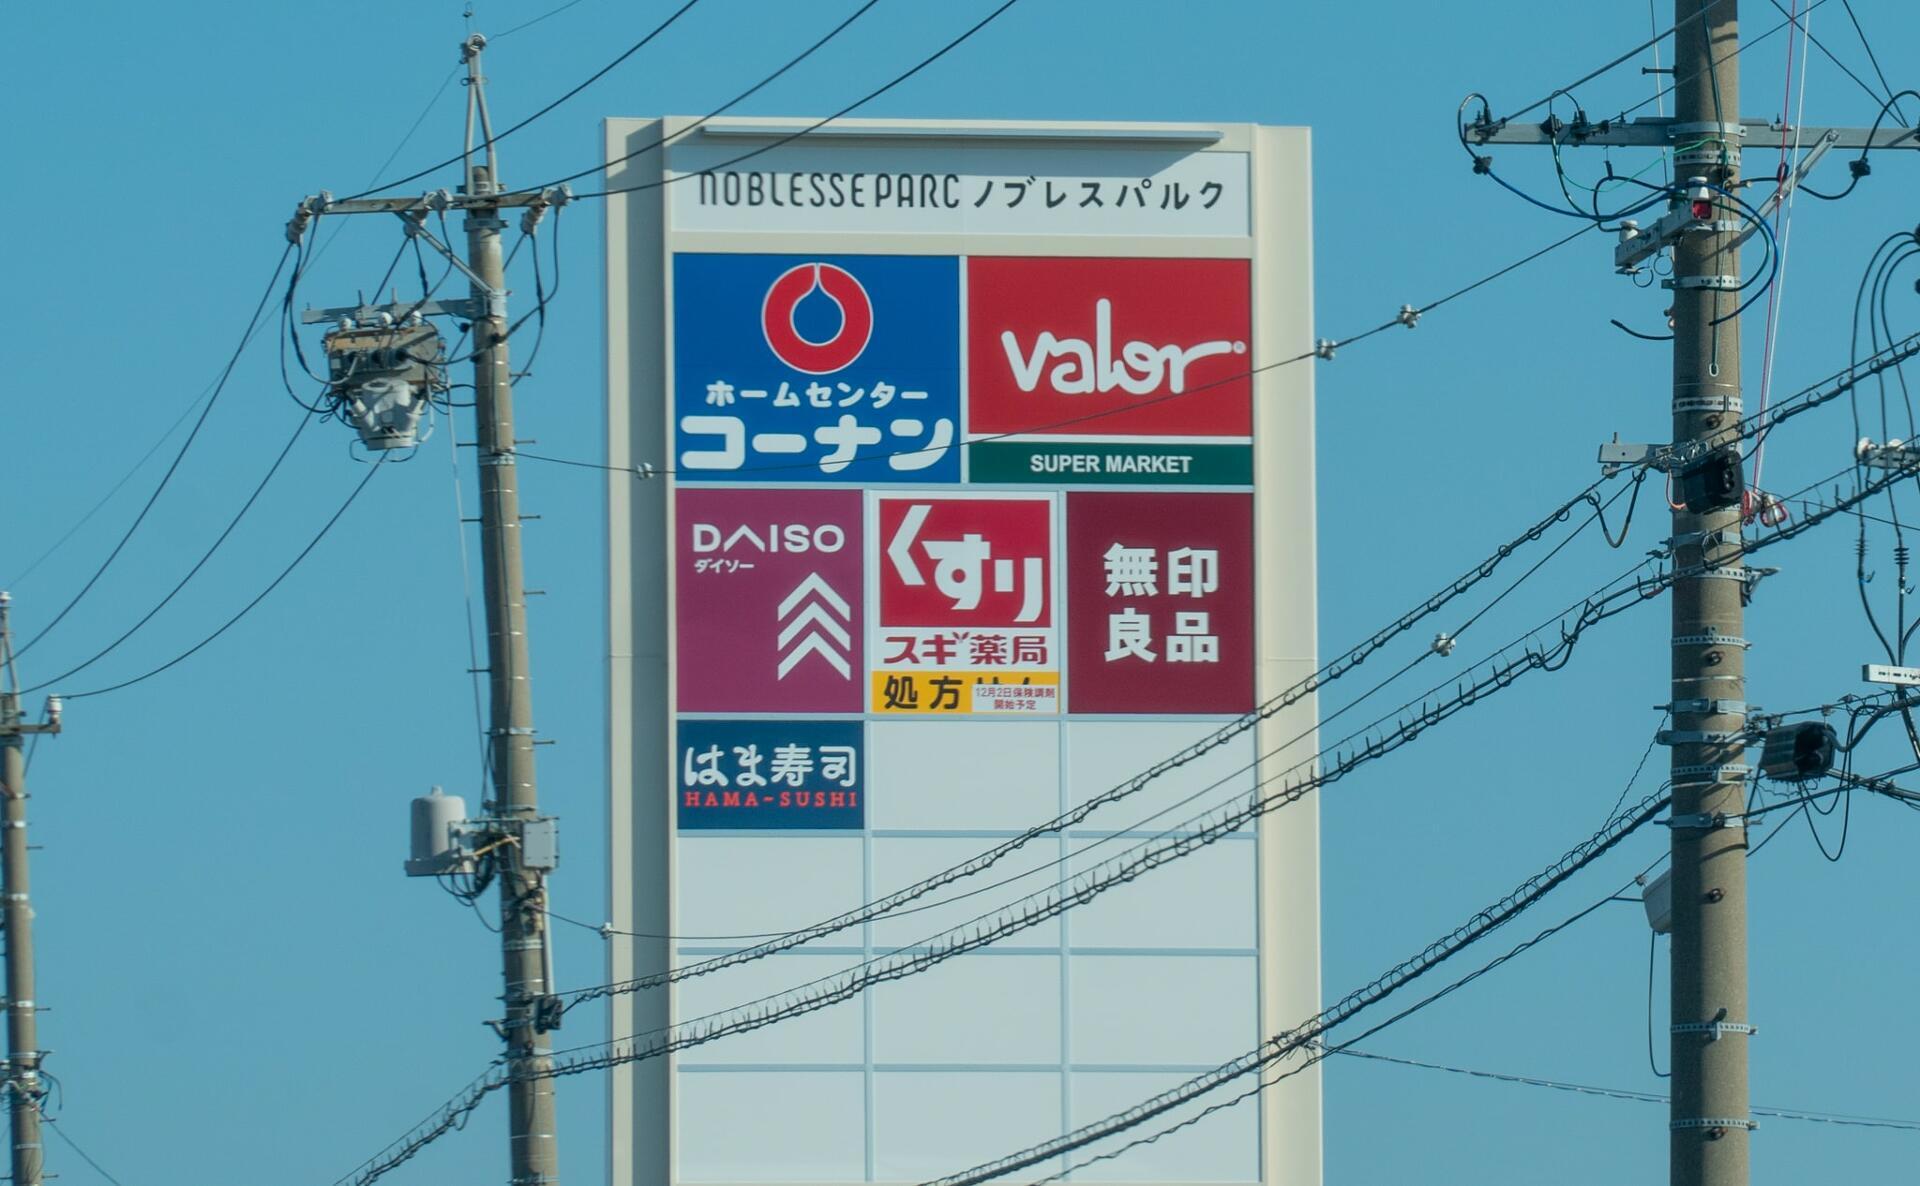 NOBLESSE PARC ノブレスパルク
ホームセンター
コーナン
valor®
SUPER MARKET
DAISO
ダイソー
くすり
スギ薬局
処方
12月2日保険調剤
開始予定
無印
良品
はま寿司
HAMA-SUSHI